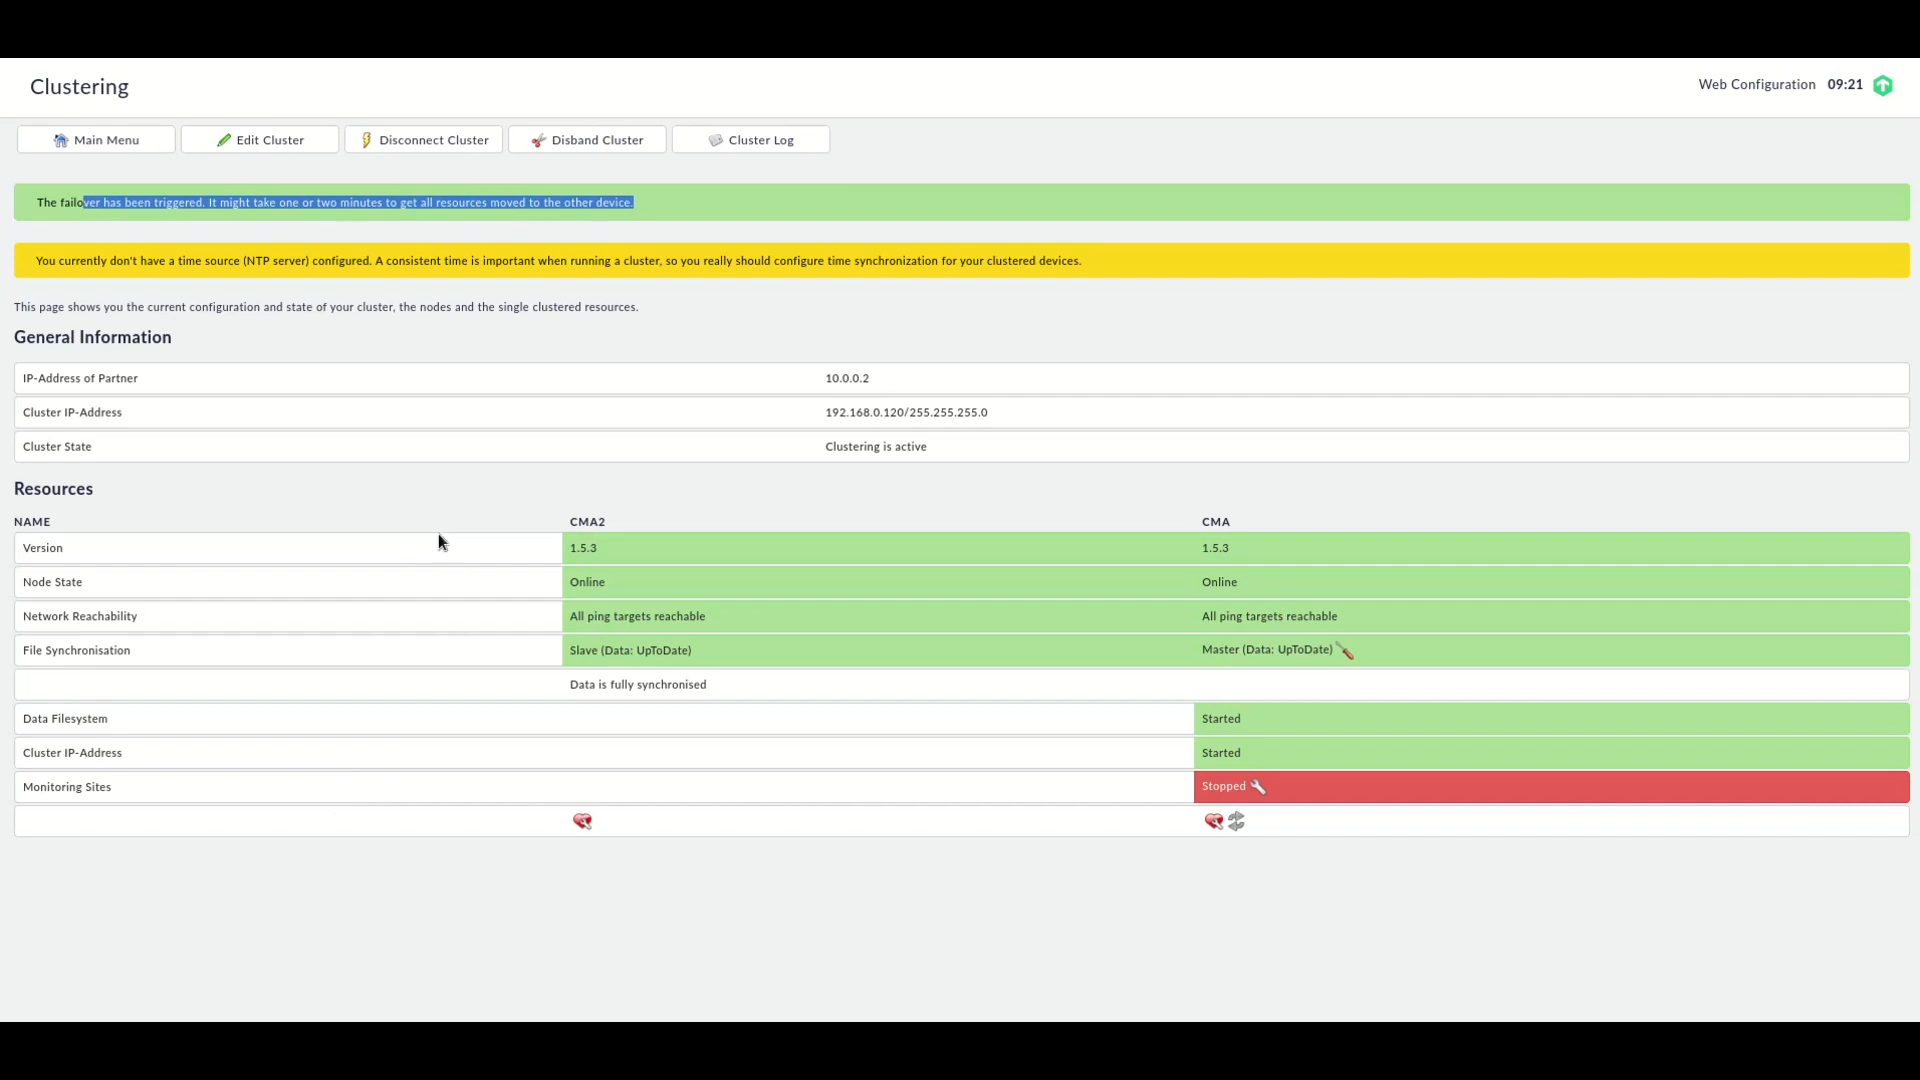 Clustering
Web Configuration 09:21
Main Menu Edit Cluster Disconnect Cluster Disband Cluster Cluster Log
The failover has been triggered. It might take one or two minutes to get all resources moved to the other device.
You currently don't have a time source (NTP server) configured. A consistent time is important when running a cluster, so you really should configure time synchronization for your clustered devices.
This page shows you the current configuration and state of your cluster, the nodes and the single clustered resources.
General Information
IP-Address of Partner 10.0.0.2
Cluster IP-Address 192.168.0.120/255.255.255.0
Cluster State Clustering is active
Resources
NAME CMA2 CMA
Version 1.5.3 1.5.3
Node State Online Online
Network Reachability All ping targets reachable All ping targets reachable
File Synchronisation Slave (Data: UpToDate) Master (Data: UpToDate)
Data is fully synchronised
Data Filesystem Started
Cluster IP-Address Started
Monitoring Sites Stopped